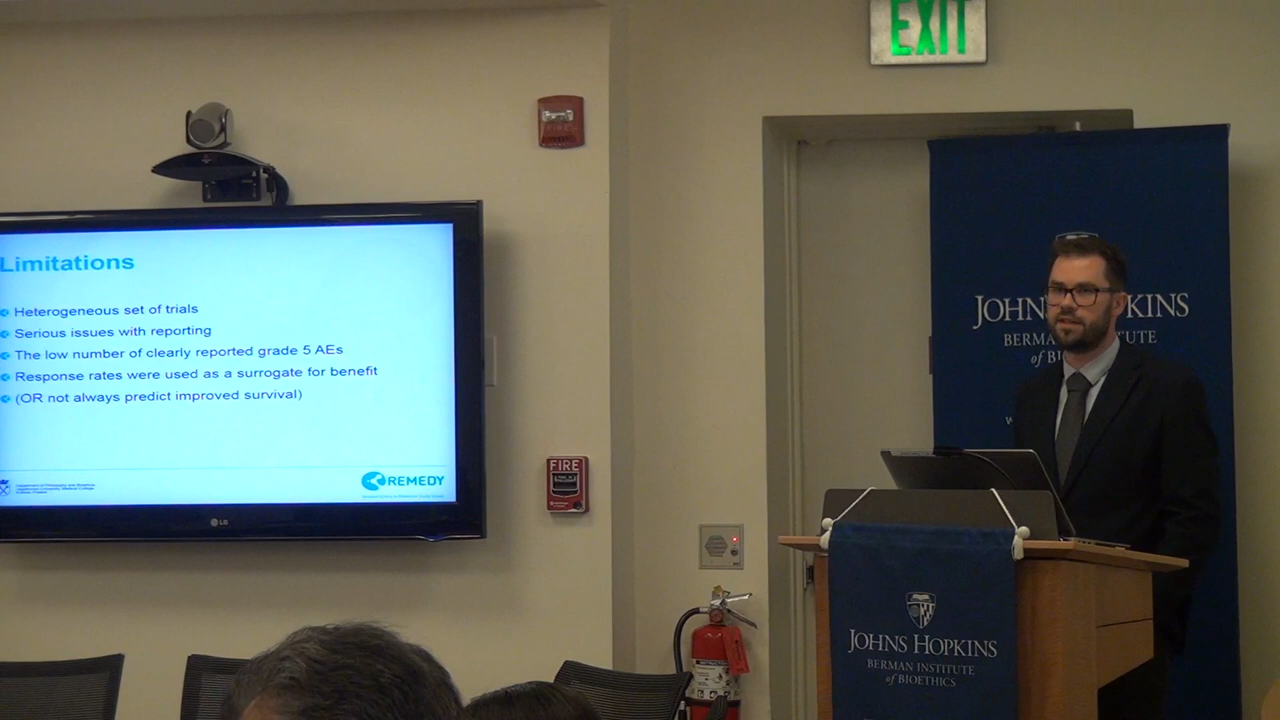 EXIT
FIRE
Limitations
Heterogeneous set of trials
Serious issues with reporting
The low number of clearly reported grade 5 AEs
Response rates were used as a surrogate for benefit
(OR not always predict improved survival)
REMEDY
LG
FIRE
JOHNS HOPKINS
BERMAN INSTITUTE
of BIOETHICS
JOHNS HOPKINS
BERMAN INSTITUTE
of BIOETHICS